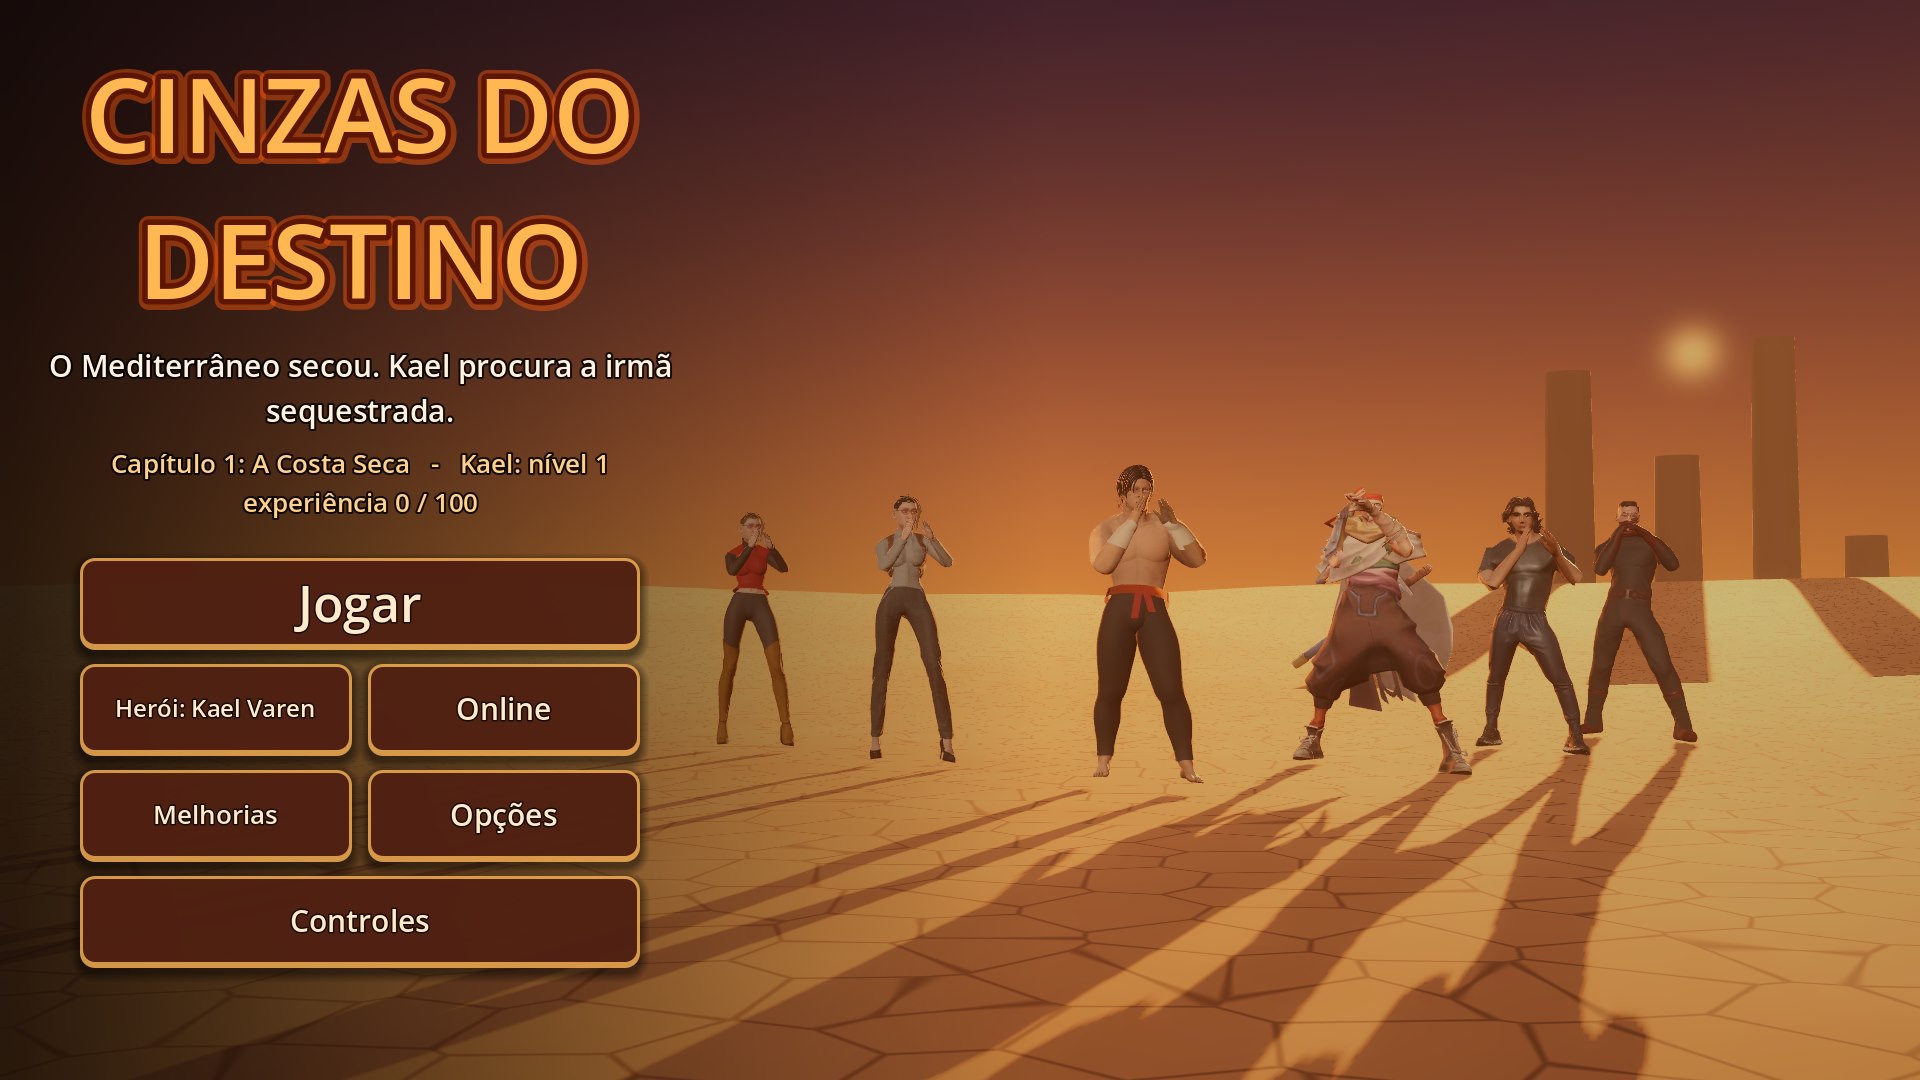 CINZAS DO
DESTINO
O Mediterrâneo secou. Kael procura a irmã
sequestrada.
Capítulo 1: A Costa Seca - Kael: nível 1
experiência 0 / 100
Jogar
Herói: Kael Varen
Online
Melhorias
Opções
Controles